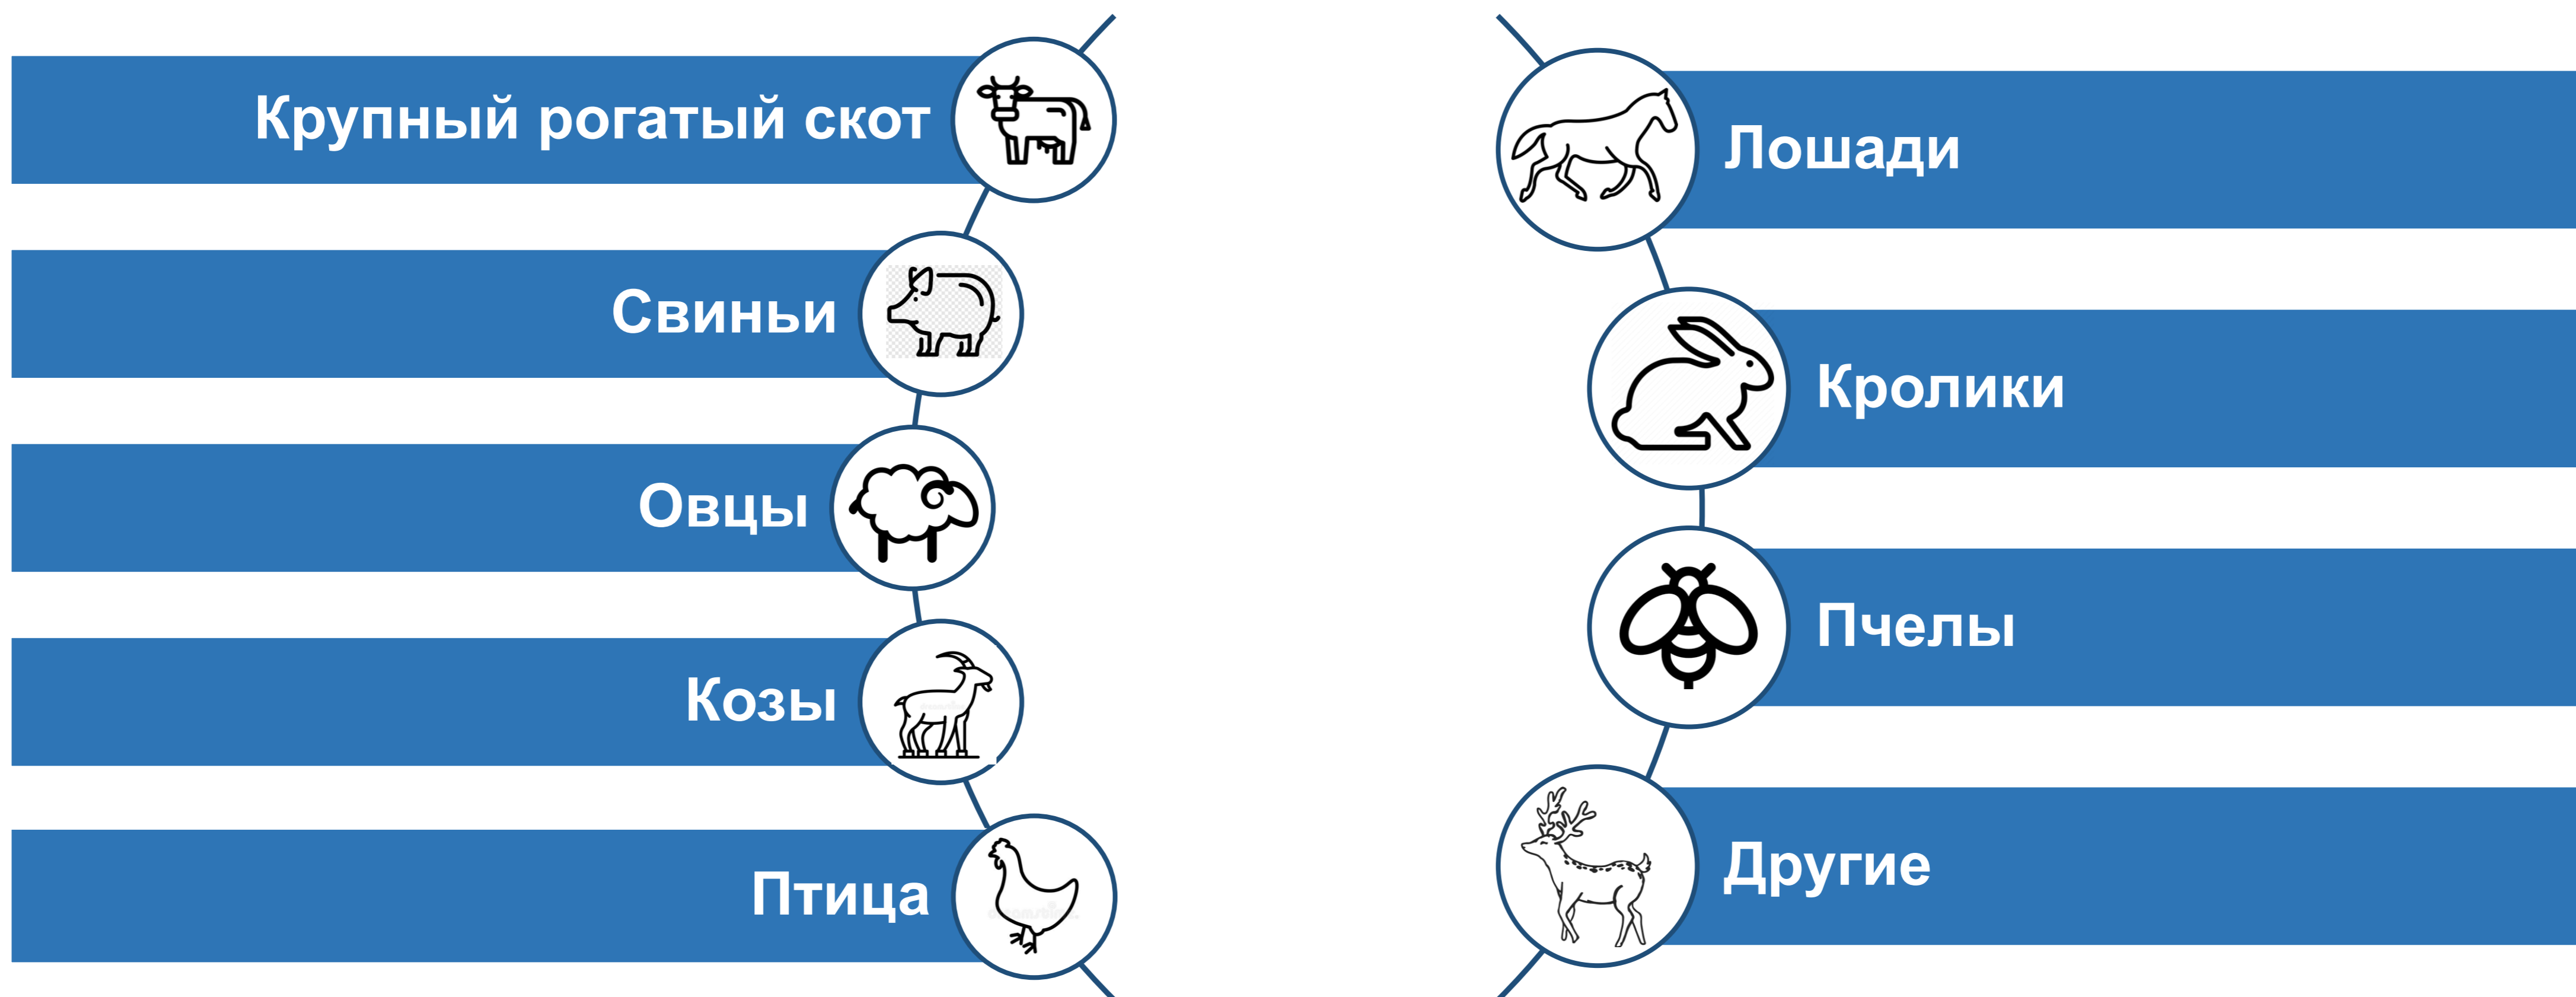 Крупный рогатый скот
Свиньи
Овцы
Козы
Птица
Лошади
Кролики
Пчелы
Другие